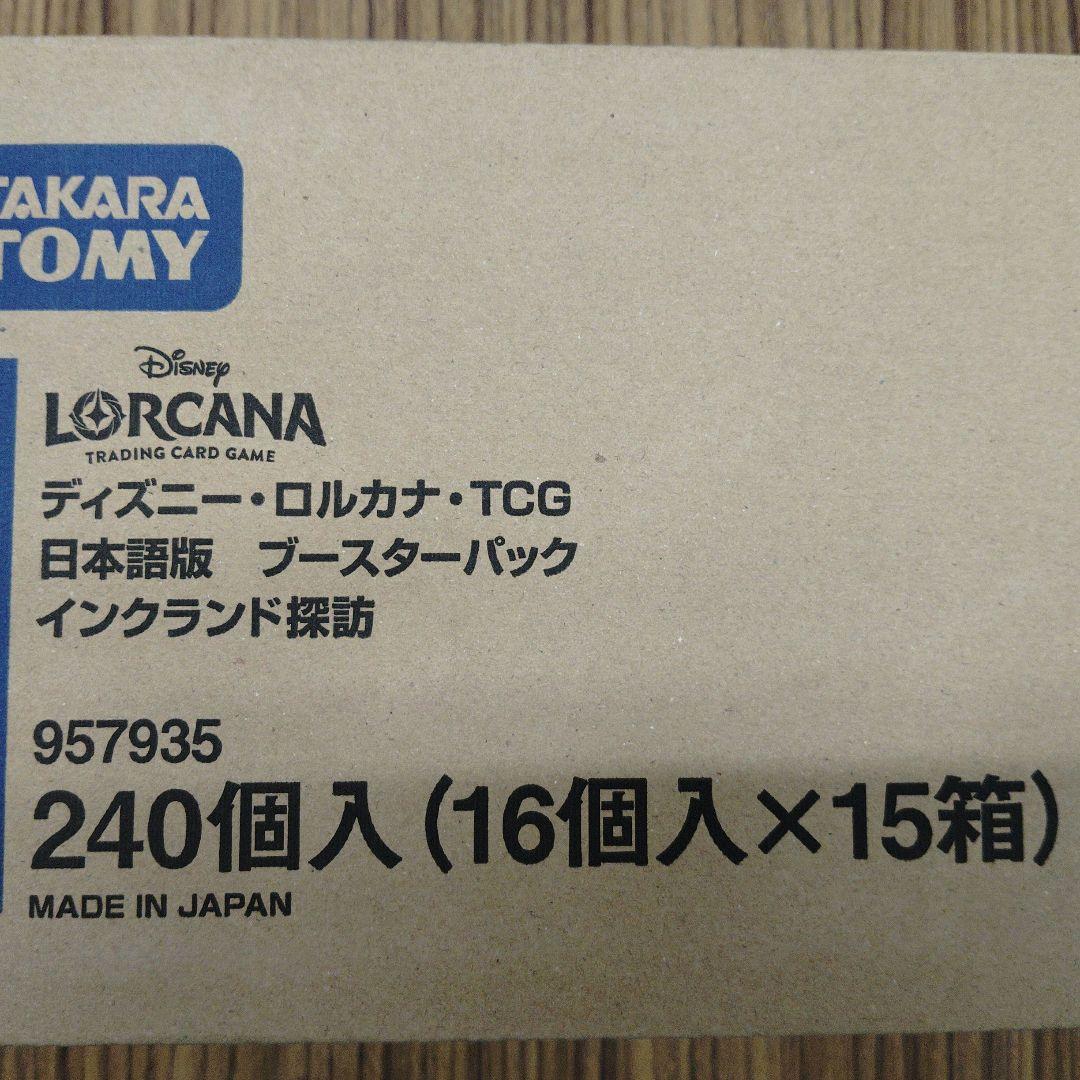 TAKARA
TOMY
Disney
LORCANA
TRADING CARD GAME
ディズニー・ロルカナ・TCG
日本語版　ブースターパック
インクランド探訪
957935
240個入(16個入×15箱)
MADE IN JAPAN